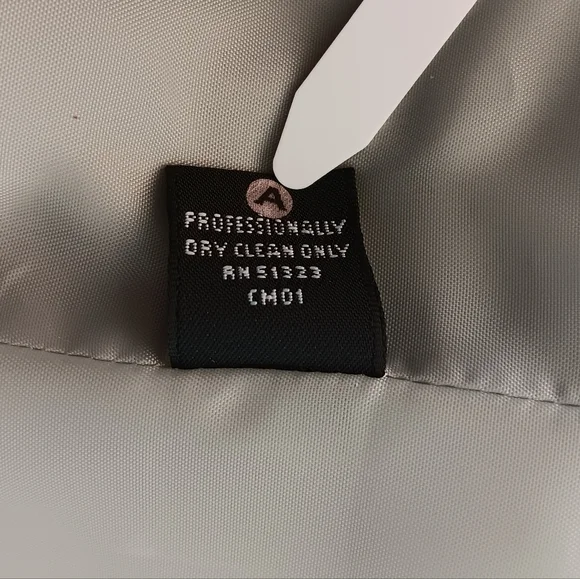 A
PROFESSIONALLY
DRY CLEAN ONLY
RN 51323
CM01